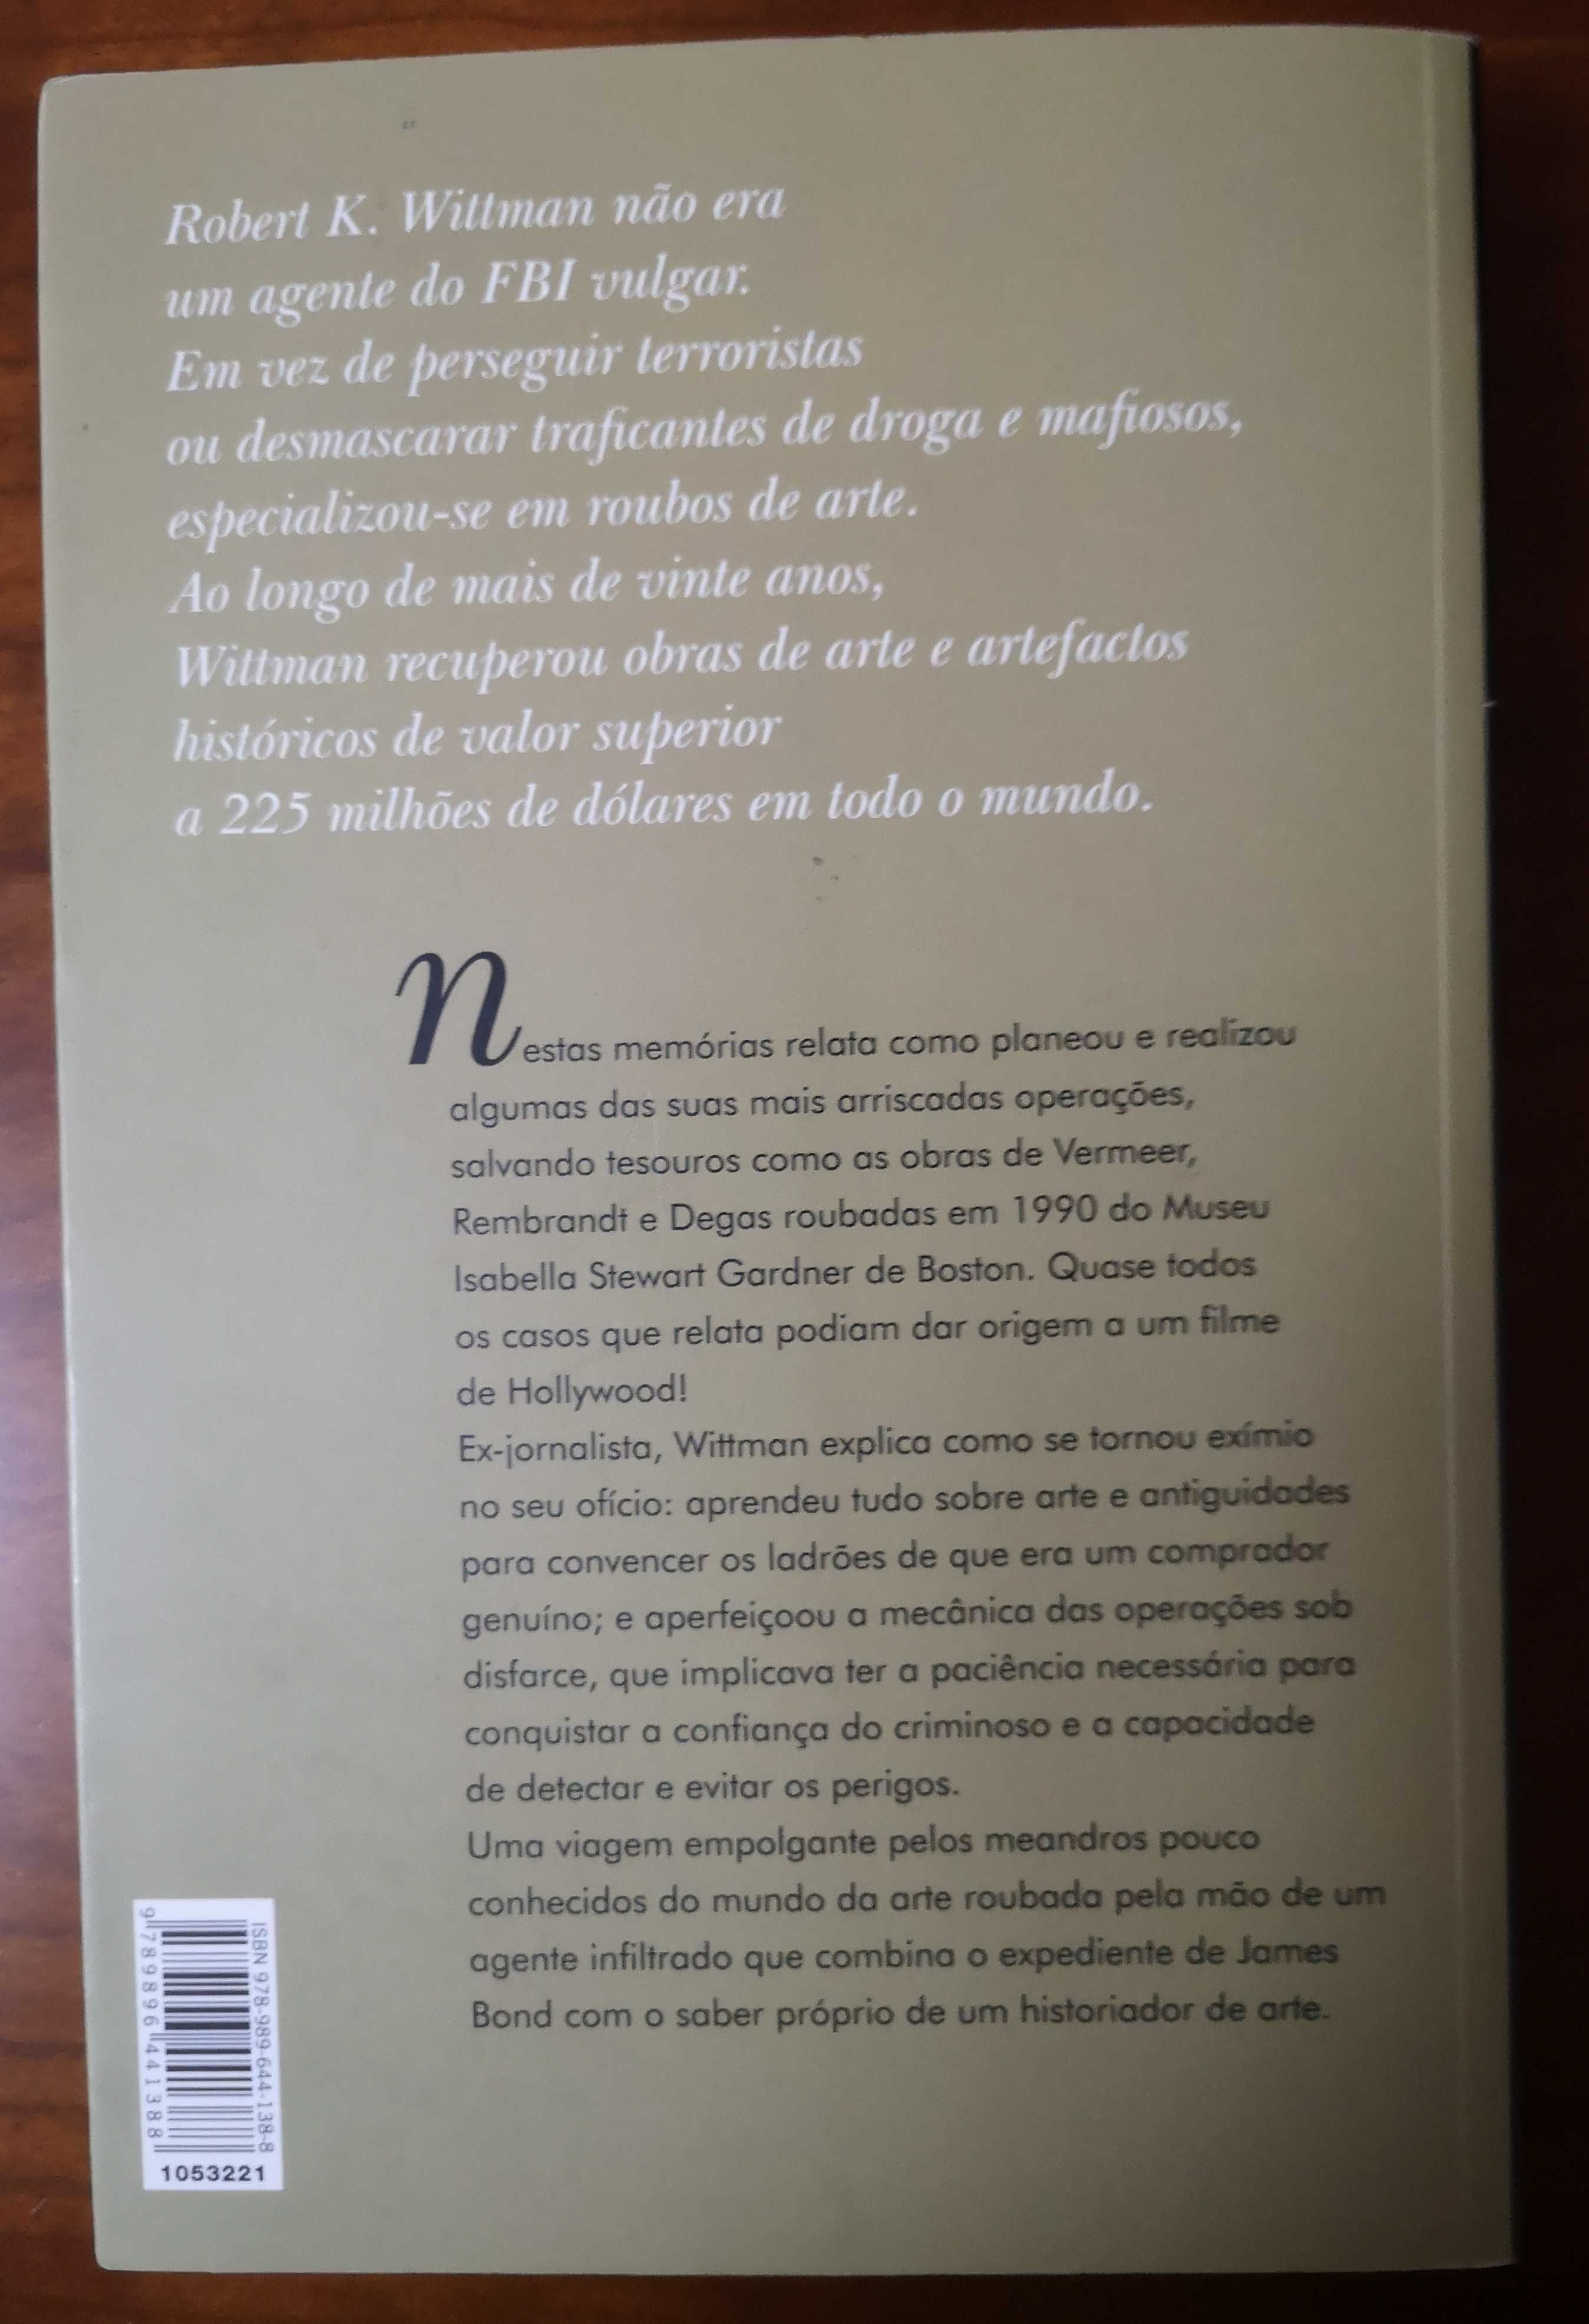 Robert K. Wittman não era
um agente do FBI vulgar.
Em vez de perseguir terroristas
ou desmascarar traficantes de droga e mafiosos,
especializou-se em roubos de arte.
Ao longo de mais de vinte anos,
Wittman recuperou obras de arte e artefactos
históricos de valor superior
a 225 milhões de dólares em todo o mundo.
Nestas memórias relata como planeou e realizou
algumas das suas mais arriscadas operações,
salvando tesouros como as obras de Vermeer,
Rembrandt e Degas roubadas em 1990 do Museu
Isabella Stewart Gardner de Boston. Quase todos
os casos que relata podiam dar origem a um filme
de Hollywood!
Ex-jornalista, Wittman explica como se tornou exímio
no seu ofício: aprendeu tudo sobre arte e antiguidades
para convencer os ladrões de que era um comprador
genuíno; e aperfeiçoou a mecânica das operações sob
disfarce, que implicava ter a paciência necessária para
conquistar a confiança do criminoso e a capacidade
de detectar e evitar os perigos.
Uma viagem empolgante pelos meandros pouco
conhecidos do mundo da arte roubada pela mão de um
agente infiltrado que combina o expediente de James
Bond com o saber próprio de um historiador de arte.
ISBN 978-989-644-138-8
9 789896 441388
1053221